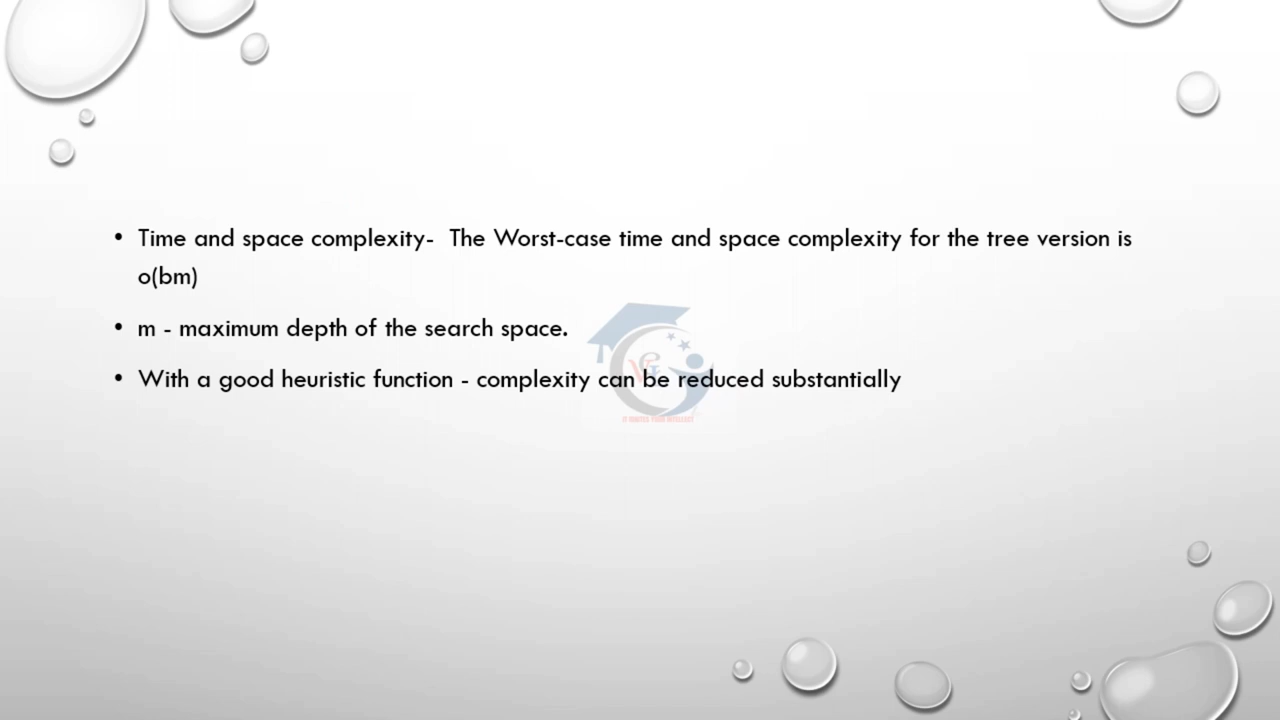 • Time and space complexity-  The Worst-case time and space complexity for the tree version is
o(bm)
• m - maximum depth of the search space.
• With a good heuristic function - complexity can be reduced substantially